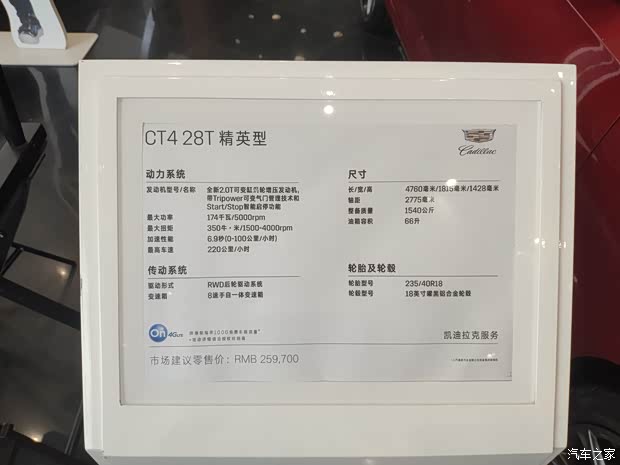 CT4 28T 精英型
Cadillac
动力系统
发动机型号/名称 全新2.0T可变缸涡轮增压发动机,
带Tripower可变气门管理技术和
Start/Stop智能启停功能
最大功率 174千瓦/5000rpm
最大扭矩 350牛·米/1500-4000rpm
加速性能 6.9秒(0-100公里/小时)
最高车速 220公里/小时
尺寸
长/宽/高 4760毫米/1815毫米/1428毫米
轴距 2775毫米
整备质量 1540公斤
油箱容积 66升
传动系统
驱动形式 RWD后轮驱动系统
变速箱 8速手自一体变速箱
轮胎及轮毂
轮胎型号 235/40R18
轮毂型号 18英寸曜黑铝合金轮毂
On 4G LTE
凯迪拉克服务
市场建议零售价: RMB 259,700
汽车之家